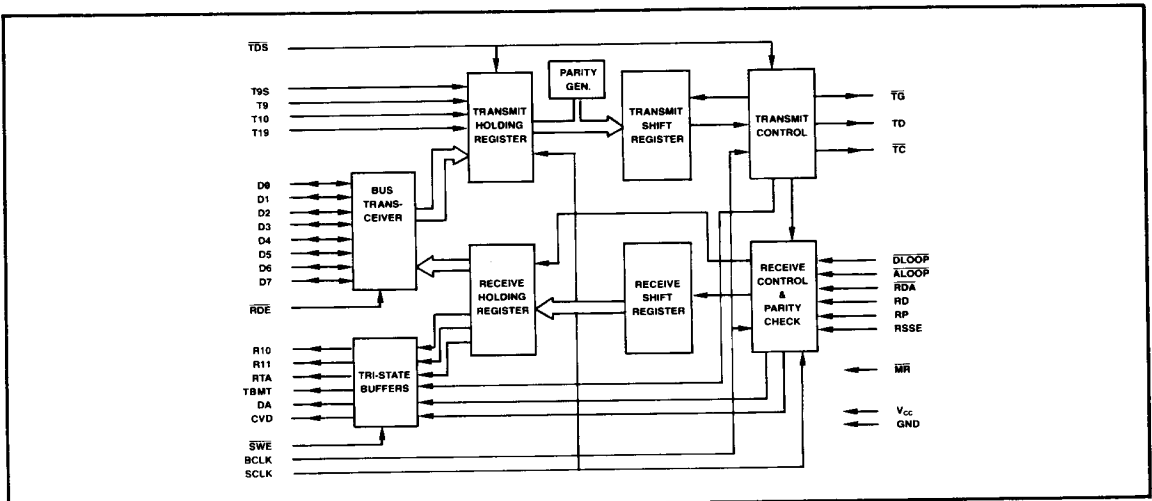 TDS
T9S
T9
T10
T19
PARITY
GEN.
TRANSMIT
HOLDING
REGISTER
TRANSMIT
SHIFT
REGISTER
TRANSMIT
CONTROL
TG
TD
TC
D0
D1
D2
D3
D4
D5
D6
D7
RDE
BUS
TRANS-
CEIVER
RECEIVE
HOLDING
REGISTER
RECEIVE
SHIFT
REGISTER
RECEIVE
CONTROL
&
PARITY
CHECK
DLOOP
ALOOP
RDA
RD
RP
RSSE
MR
VCC
GND
R10
R11
RTA
TBMT
DA
CVD
TRI-STATE
BUFFERS
SWE
BCLK
SCLK